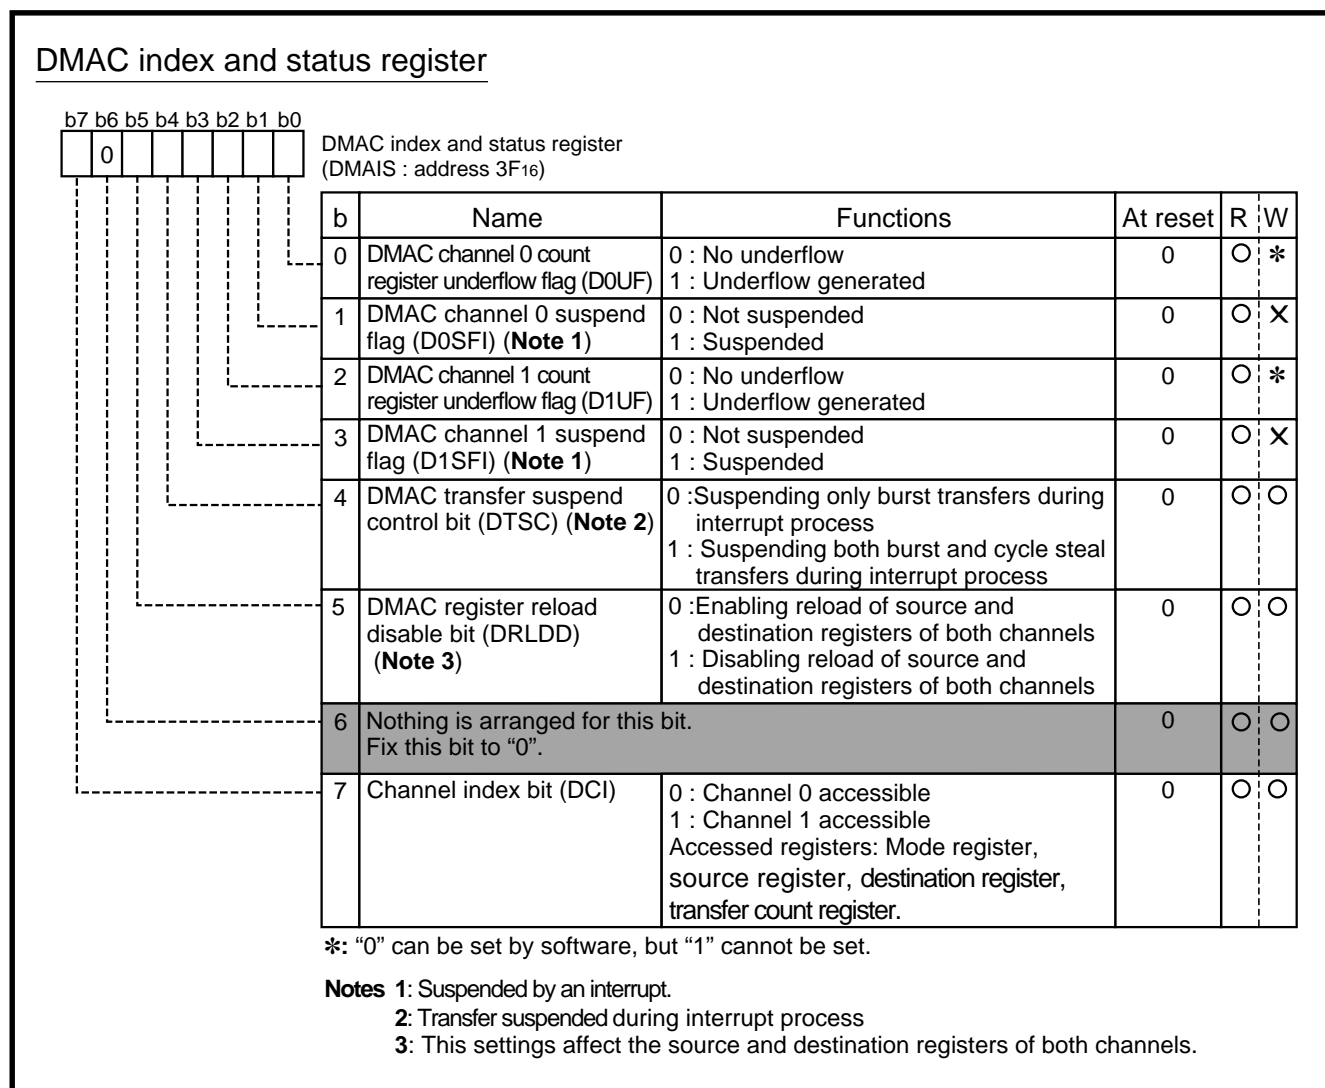 DMAC index and status register
b7 b6 b5 b4 b3 b2 b1 b0
0
DMAC index and status register
(DMAIS : address 3F16)
b Name Functions At reset R W
0 DMAC channel 0 count 0 : No underflow 0 ○ ✻
register underflow flag (D0UF) 1 : Underflow generated
1 DMAC channel 0 suspend 0 : Not suspended 0 ○ ×
flag (D0SFI) (Note 1) 1 : Suspended
2 DMAC channel 1 count 0 : No underflow 0 ○ ✻
register underflow flag (D1UF) 1 : Underflow generated
3 DMAC channel 1 suspend 0 : Not suspended 0 ○ ×
flag (D1SFI) (Note 1) 1 : Suspended
4 DMAC transfer suspend 0 :Suspending only burst transfers during 0 ○ ○
control bit (DTSC) (Note 2) interrupt process
1 : Suspending both burst and cycle steal
transfers during interrupt process
5 DMAC register reload 0 :Enabling reload of source and 0 ○ ○
disable bit (DRLDD) destination registers of both channels
(Note 3) 1 : Disabling reload of source and
destination registers of both channels
6 Nothing is arranged for this bit. 0 ○ ○
Fix this bit to “0”.
7 Channel index bit (DCI) 0 : Channel 0 accessible 0 ○ ○
1 : Channel 1 accessible
Accessed registers: Mode register,
source register, destination register,
transfer count register.
✻: “0” can be set by software, but “1” cannot be set.
Notes 1: Suspended by an interrupt.
2: Transfer suspended during interrupt process
3: This settings affect the source and destination registers of both channels.